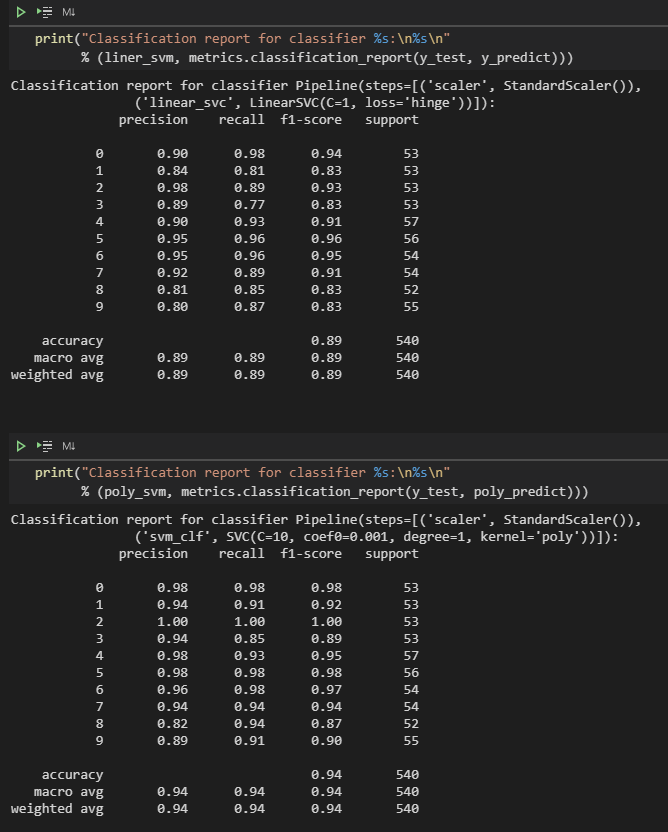 M↓
print("Classification report for classifier %s:\n%s\n"
% (liner_svm, metrics.classification_report(y_test, y_predict)))
Classification report for classifier Pipeline(steps=[('scaler', StandardScaler()),
('linear_svc', LinearSVC(C=1, loss='hinge'))]):
precision recall f1-score support
0 0.90 0.98 0.94 53
1 0.84 0.81 0.83 53
2 0.98 0.89 0.93 53
3 0.89 0.77 0.83 53
4 0.90 0.93 0.91 57
5 0.95 0.96 0.96 56
6 0.95 0.96 0.95 54
7 0.92 0.89 0.91 54
8 0.81 0.85 0.83 52
9 0.80 0.87 0.83 55
accuracy 0.89 540
macro avg 0.89 0.89 0.89 540
weighted avg 0.89 0.89 0.89 540
M↓
print("Classification report for classifier %s:\n%s\n"
% (poly_svm, metrics.classification_report(y_test, poly_predict)))
Classification report for classifier Pipeline(steps=[('scaler', StandardScaler()),
('svm_clf', SVC(C=10, coef0=0.001, degree=1, kernel='poly'))]):
precision recall f1-score support
0 0.98 0.98 0.98 53
1 0.94 0.91 0.92 53
2 1.00 1.00 1.00 53
3 0.94 0.85 0.89 53
4 0.98 0.93 0.95 57
5 0.98 0.98 0.98 56
6 0.96 0.98 0.97 54
7 0.94 0.94 0.94 54
8 0.82 0.94 0.87 52
9 0.89 0.91 0.90 55
accuracy 0.94 540
macro avg 0.94 0.94 0.94 540
weighted avg 0.94 0.94 0.94 540